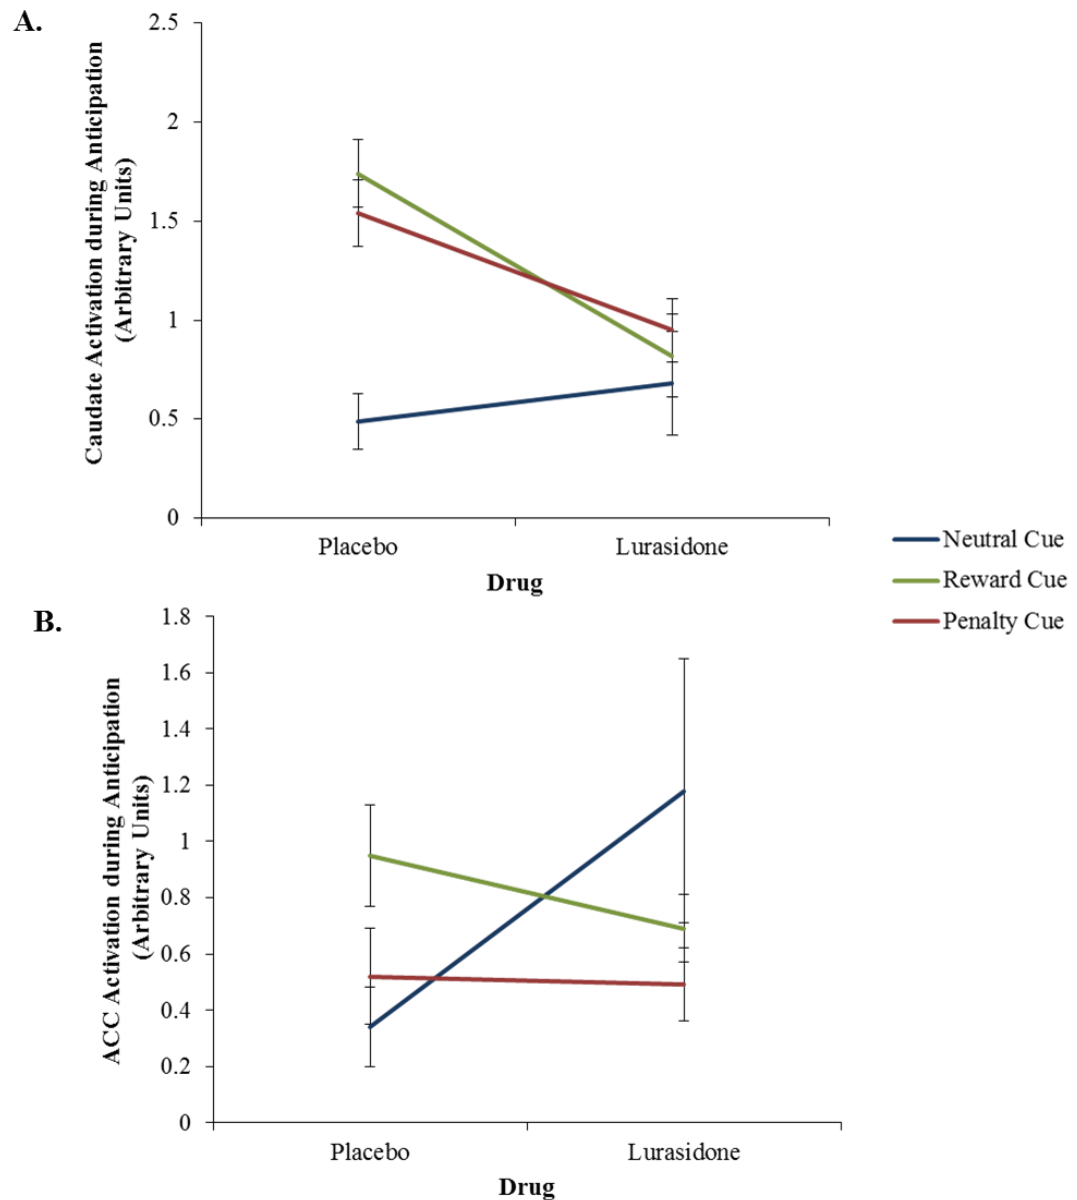 A.
Caudate Activation during Anticipation
(Arbitrary Units)
2.5
2
1.5
1
0.5
0
Placebo
Lurasidone
Drug
Neutral Cue
Reward Cue
Penalty Cue
B.
ACC Activation during Anticipation
(Arbitrary Units)
1.8
1.6
1.4
1.2
1
0.8
0.6
0.4
0.2
0
Placebo
Lurasidone
Drug